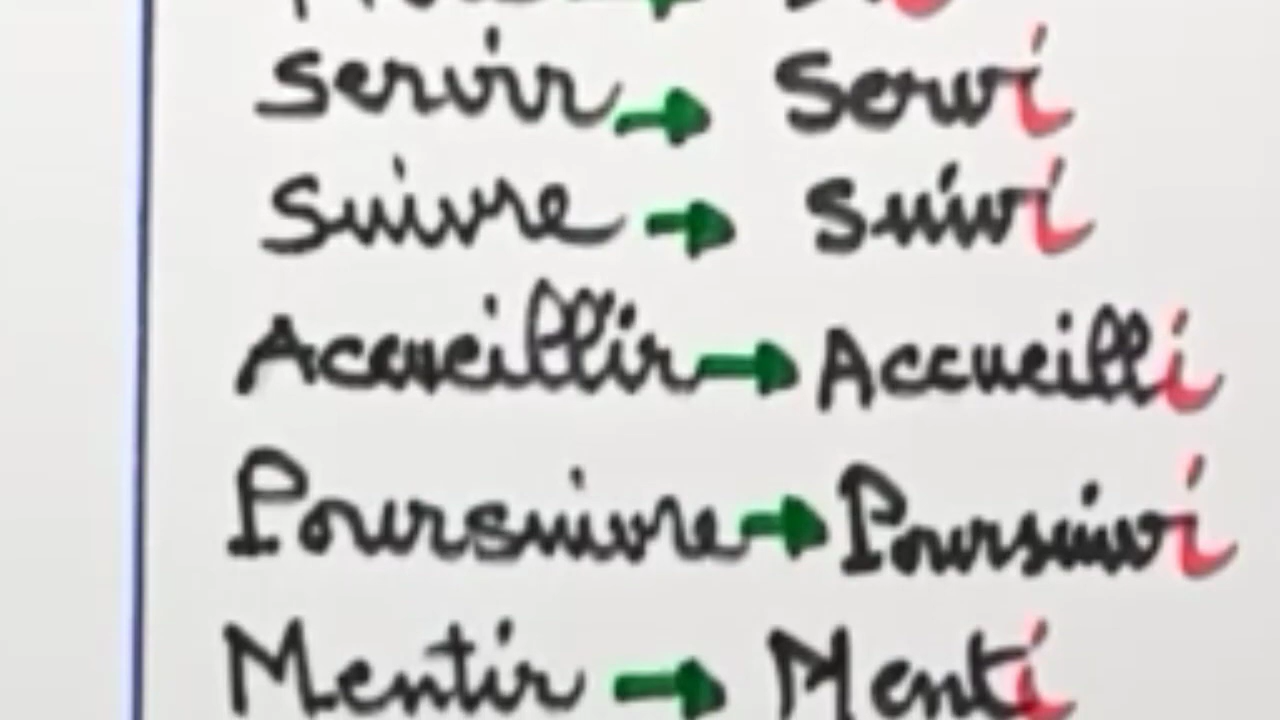 Servir → Servi
Suivre → Suivi
Accueillir → Accueilli
Poursuivre → Poursuivi
Mentir → Menti